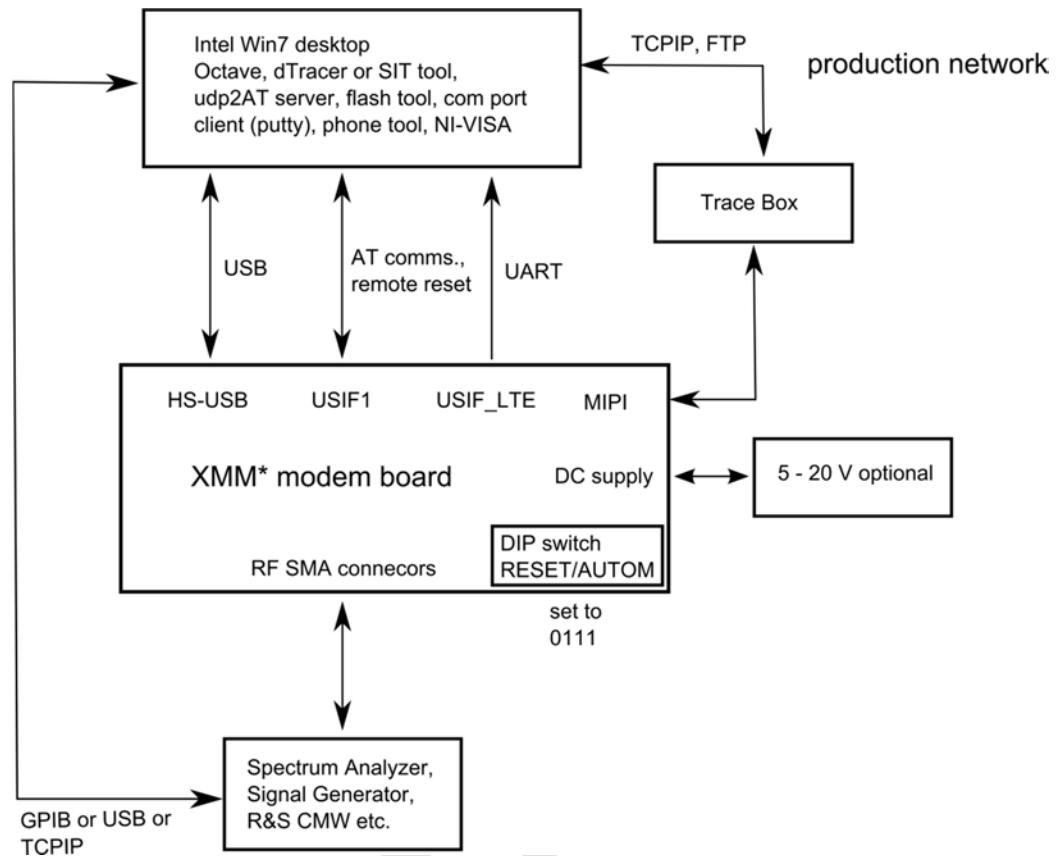 Intel Win7 desktop
Octave, dTracer or SIT tool,
udp2AT server, flash tool, com port
client (putty), phone tool, NI-VISA
TCPIP, FTP
production network
Trace Box
USB
AT comms.,
remote reset
UART
HS-USB
USIF1
USIF_LTE
MIPI
XMM* modem board
DC supply
5 - 20 V optional
DIP switch
RESET/AUTOM
RF SMA connecors
set to
0111
Spectrum Analyzer,
Signal Generator,
R&S CMW etc.
GPIB or USB or
TCPIP